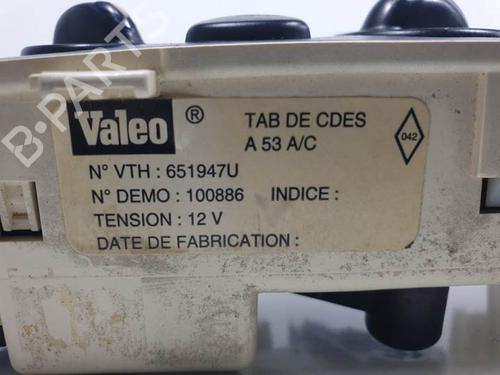 B-PARTS
Valeo ® TAB DE CDES
A 53 A/C
042
N° VTH : 651947U
N° DEMO : 100886 INDICE :
TENSION : 12 V
DATE DE FABRICATION :